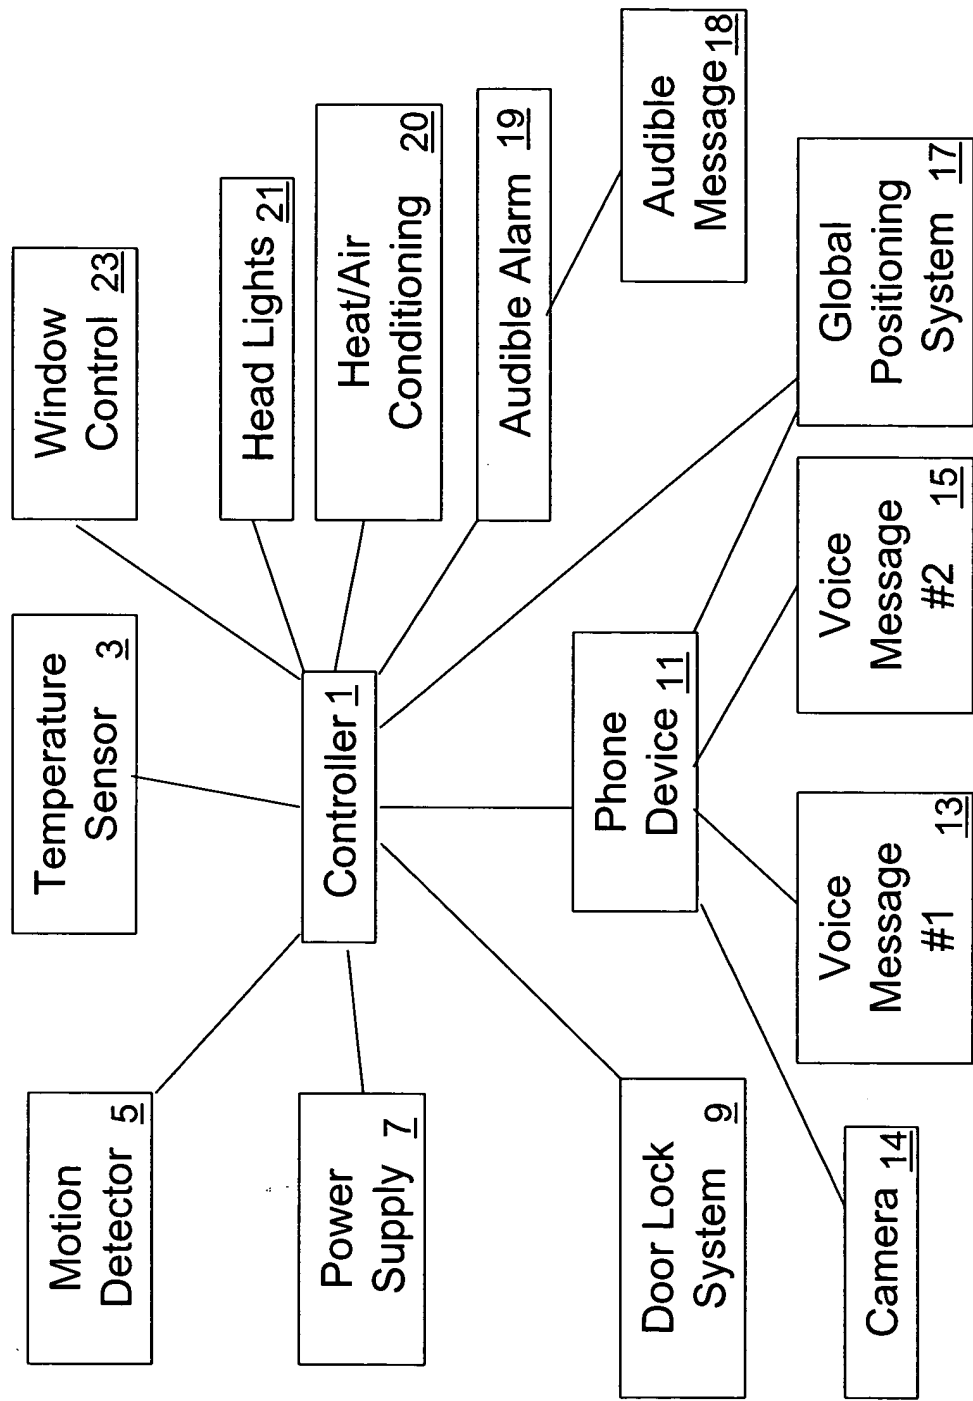 Motion
Detector 5
Temperature
Sensor 3
Window
Control 23
Head Lights 21
Power
Supply 7
Controller 1
Heat/Air
Conditioning 20
Audible Alarm 19
Door Lock
System 9
Phone
Device 11
Audible
Message 18
Camera 14
Voice
Message
#1 13
Voice
Message
#2 15
Global
Positioning
System 17